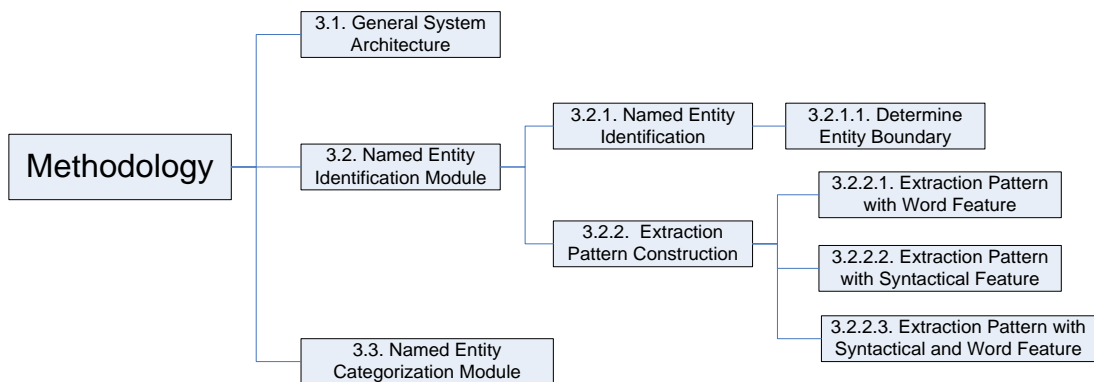 Methodology
3.1. General System
Architecture
3.2. Named Entity
Identification Module
3.2.1. Named Entity
Identification
3.2.1.1. Determine
Entity Boundary
3.2.2. Extraction
Pattern Construction
3.2.2.1. Extraction Pattern
with Word Feature
3.2.2.2. Extraction Pattern
with Syntactical Feature
3.2.2.3. Extraction Pattern with
Syntactical and Word Feature
3.3. Named Entity
Categorization Module